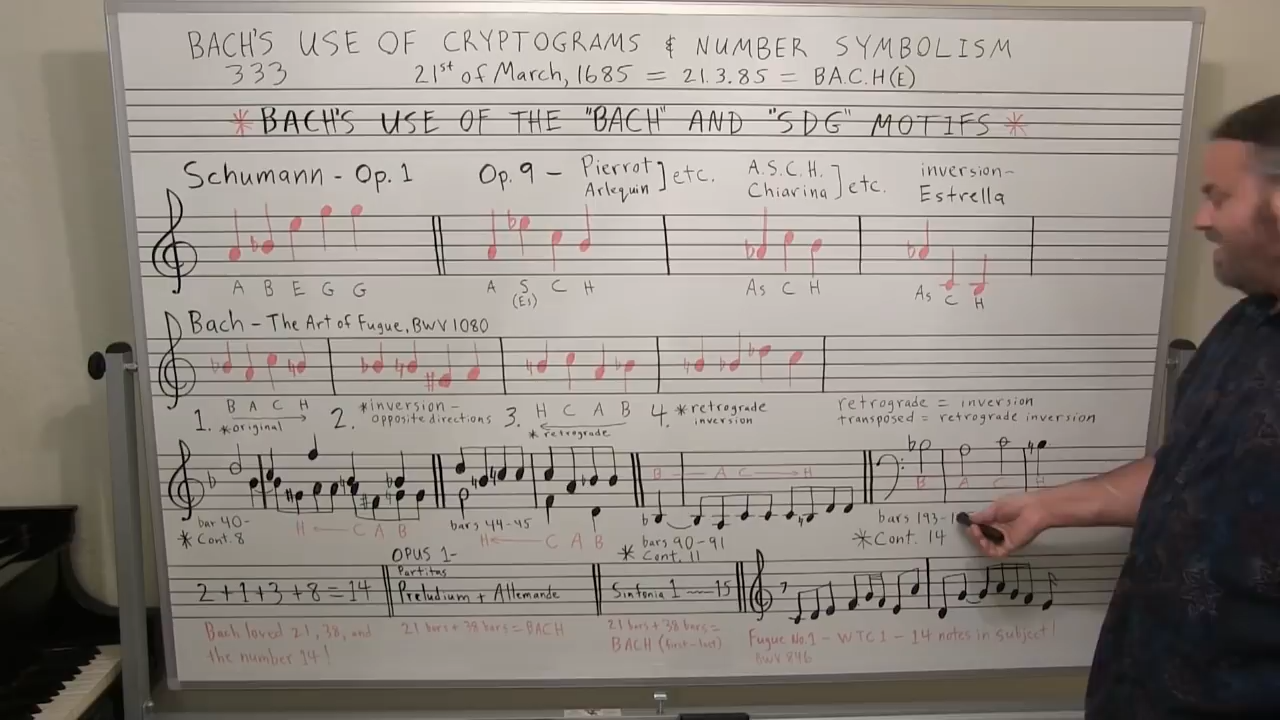 BACH'S USE OF CRYPTOGRAMS & NUMBER SYMBOLISM
333 21st of March, 1685 = 21.3.85 = B.A.C.H(E)
* BACH'S USE OF THE "BACH" AND "SDG" MOTIFS *
Schumann - Op. 1 Op. 9 - Pierrot Arlequin ] etc. A.S.C.H. Chiarina ] etc. inversion- Estrella
A B E G G A S (Es) C H As C H As C H
Bach - The Art of Fugue, BWV 1080
1. B A C H *original 2. *inversion - opposite directions 3. H C A B *retrograde 4. *retrograde inversion
retrograde = inversion
transposed = retrograde inversion
B A C H B A C H
bar 40- H C A B bars 44-45 H C A B bars 90-91 bars 193-1
* Cont. 8 * Cont. 11 * Cont. 14
OPUS 1-
Partitas
2+1+3+8=14 Preludium + Allemande Sinfonia 1 — 15
Bach loved 21, 38, and the number 14! 21 bars + 38 bars = BACH 21 bars + 38 bars = BACH (first-last) Fugue No. 1 - WTC 1 - 14 notes in subject!
BWV 846